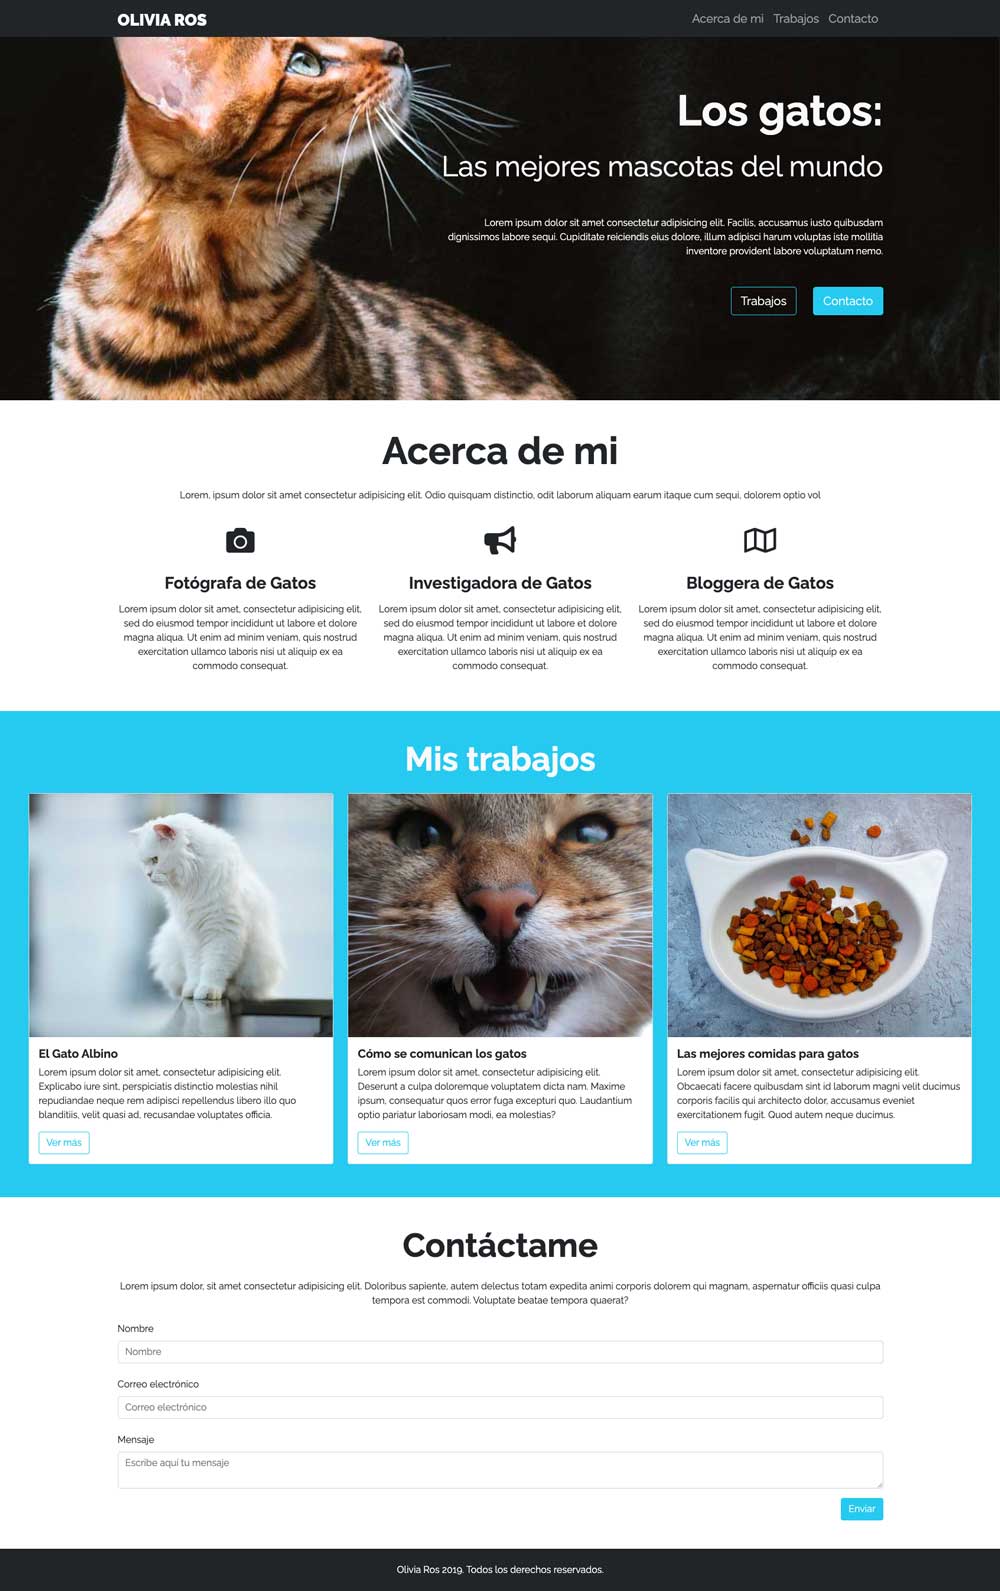 OLIVIA ROS
Acerca de mi Trabajos Contacto
Los gatos:
Las mejores mascotas del mundo
Lorem ipsum dolor sit amet consectetur adipisicing elit. Facilis, accusamus iusto quibusdam
dignissimos labore sequi. Cupiditate reiciendis eius dolore, illum adipisci harum voluptas iste mollitia
inventore provident labore voluptatum nemo.
Trabajos Contacto
Acerca de mi
Lorem, ipsum dolor sit amet consectetur adipisicing elit. Odio quisquam distinctio, odit laborum aliquam earum itaque cum sequi, dolorem optio vol
Fotógrafa de Gatos
Lorem ipsum dolor sit amet, consectetur adipisicing elit,
sed do eiusmod tempor incididunt ut labore et dolore
magna aliqua. Ut enim ad minim veniam, quis nostrud
exercitation ullamco laboris nisi ut aliquip ex ea
commodo consequat.
Investigadora de Gatos
Lorem ipsum dolor sit amet, consectetur adipisicing elit,
sed do eiusmod tempor incididunt ut labore et dolore
magna aliqua. Ut enim ad minim veniam, quis nostrud
exercitation ullamco laboris nisi ut aliquip ex ea
commodo consequat.
Bloggera de Gatos
Lorem ipsum dolor sit amet, consectetur adipisicing elit,
sed do eiusmod tempor incididunt ut labore et dolore
magna aliqua. Ut enim ad minim veniam, quis nostrud
exercitation ullamco laboris nisi ut aliquip ex ea
commodo consequat.
Mis trabajos
El Gato Albino
Lorem ipsum dolor sit amet, consectetur adipisicing elit.
Explicabo iure sint, perspiciatis distinctio molestias nihil
repudiandae neque rem adipisci repellendus libero illo quo
blanditiis, velit quasi ad, recusandae voluptates officia.
Ver más
Cómo se comunican los gatos
Lorem ipsum dolor sit amet, consectetur adipisicing elit.
Deserunt a culpa doloremque voluptatem dicta nam. Maxime
ipsum, consequatur quos error fuga excepturi quo. Laudantium
optio pariatur laboriosam modi, ea molestias?
Ver más
Las mejores comidas para gatos
Lorem ipsum dolor sit amet, consectetur adipisicing elit.
Obcaecati facere quibusdam sint id laborum magni velit ducimus
corporis facilis qui architecto dolor, accusamus eveniet
exercitationem fugit. Quod autem neque ducimus.
Ver más
Contáctame
Lorem ipsum dolor, sit amet consectetur adipisicing elit. Doloribus sapiente, autem delectus totam expedita animi corporis dolorem qui magnam, aspernatur officiis quasi culpa
tempora est commodi. Voluptate beatae tempora quaerat?
Nombre
Nombre
Correo electrónico
Correo electrónico
Mensaje
Escribe aquí tu mensaje
Enviar
Olivia Ros 2019. Todos los derechos reservados.